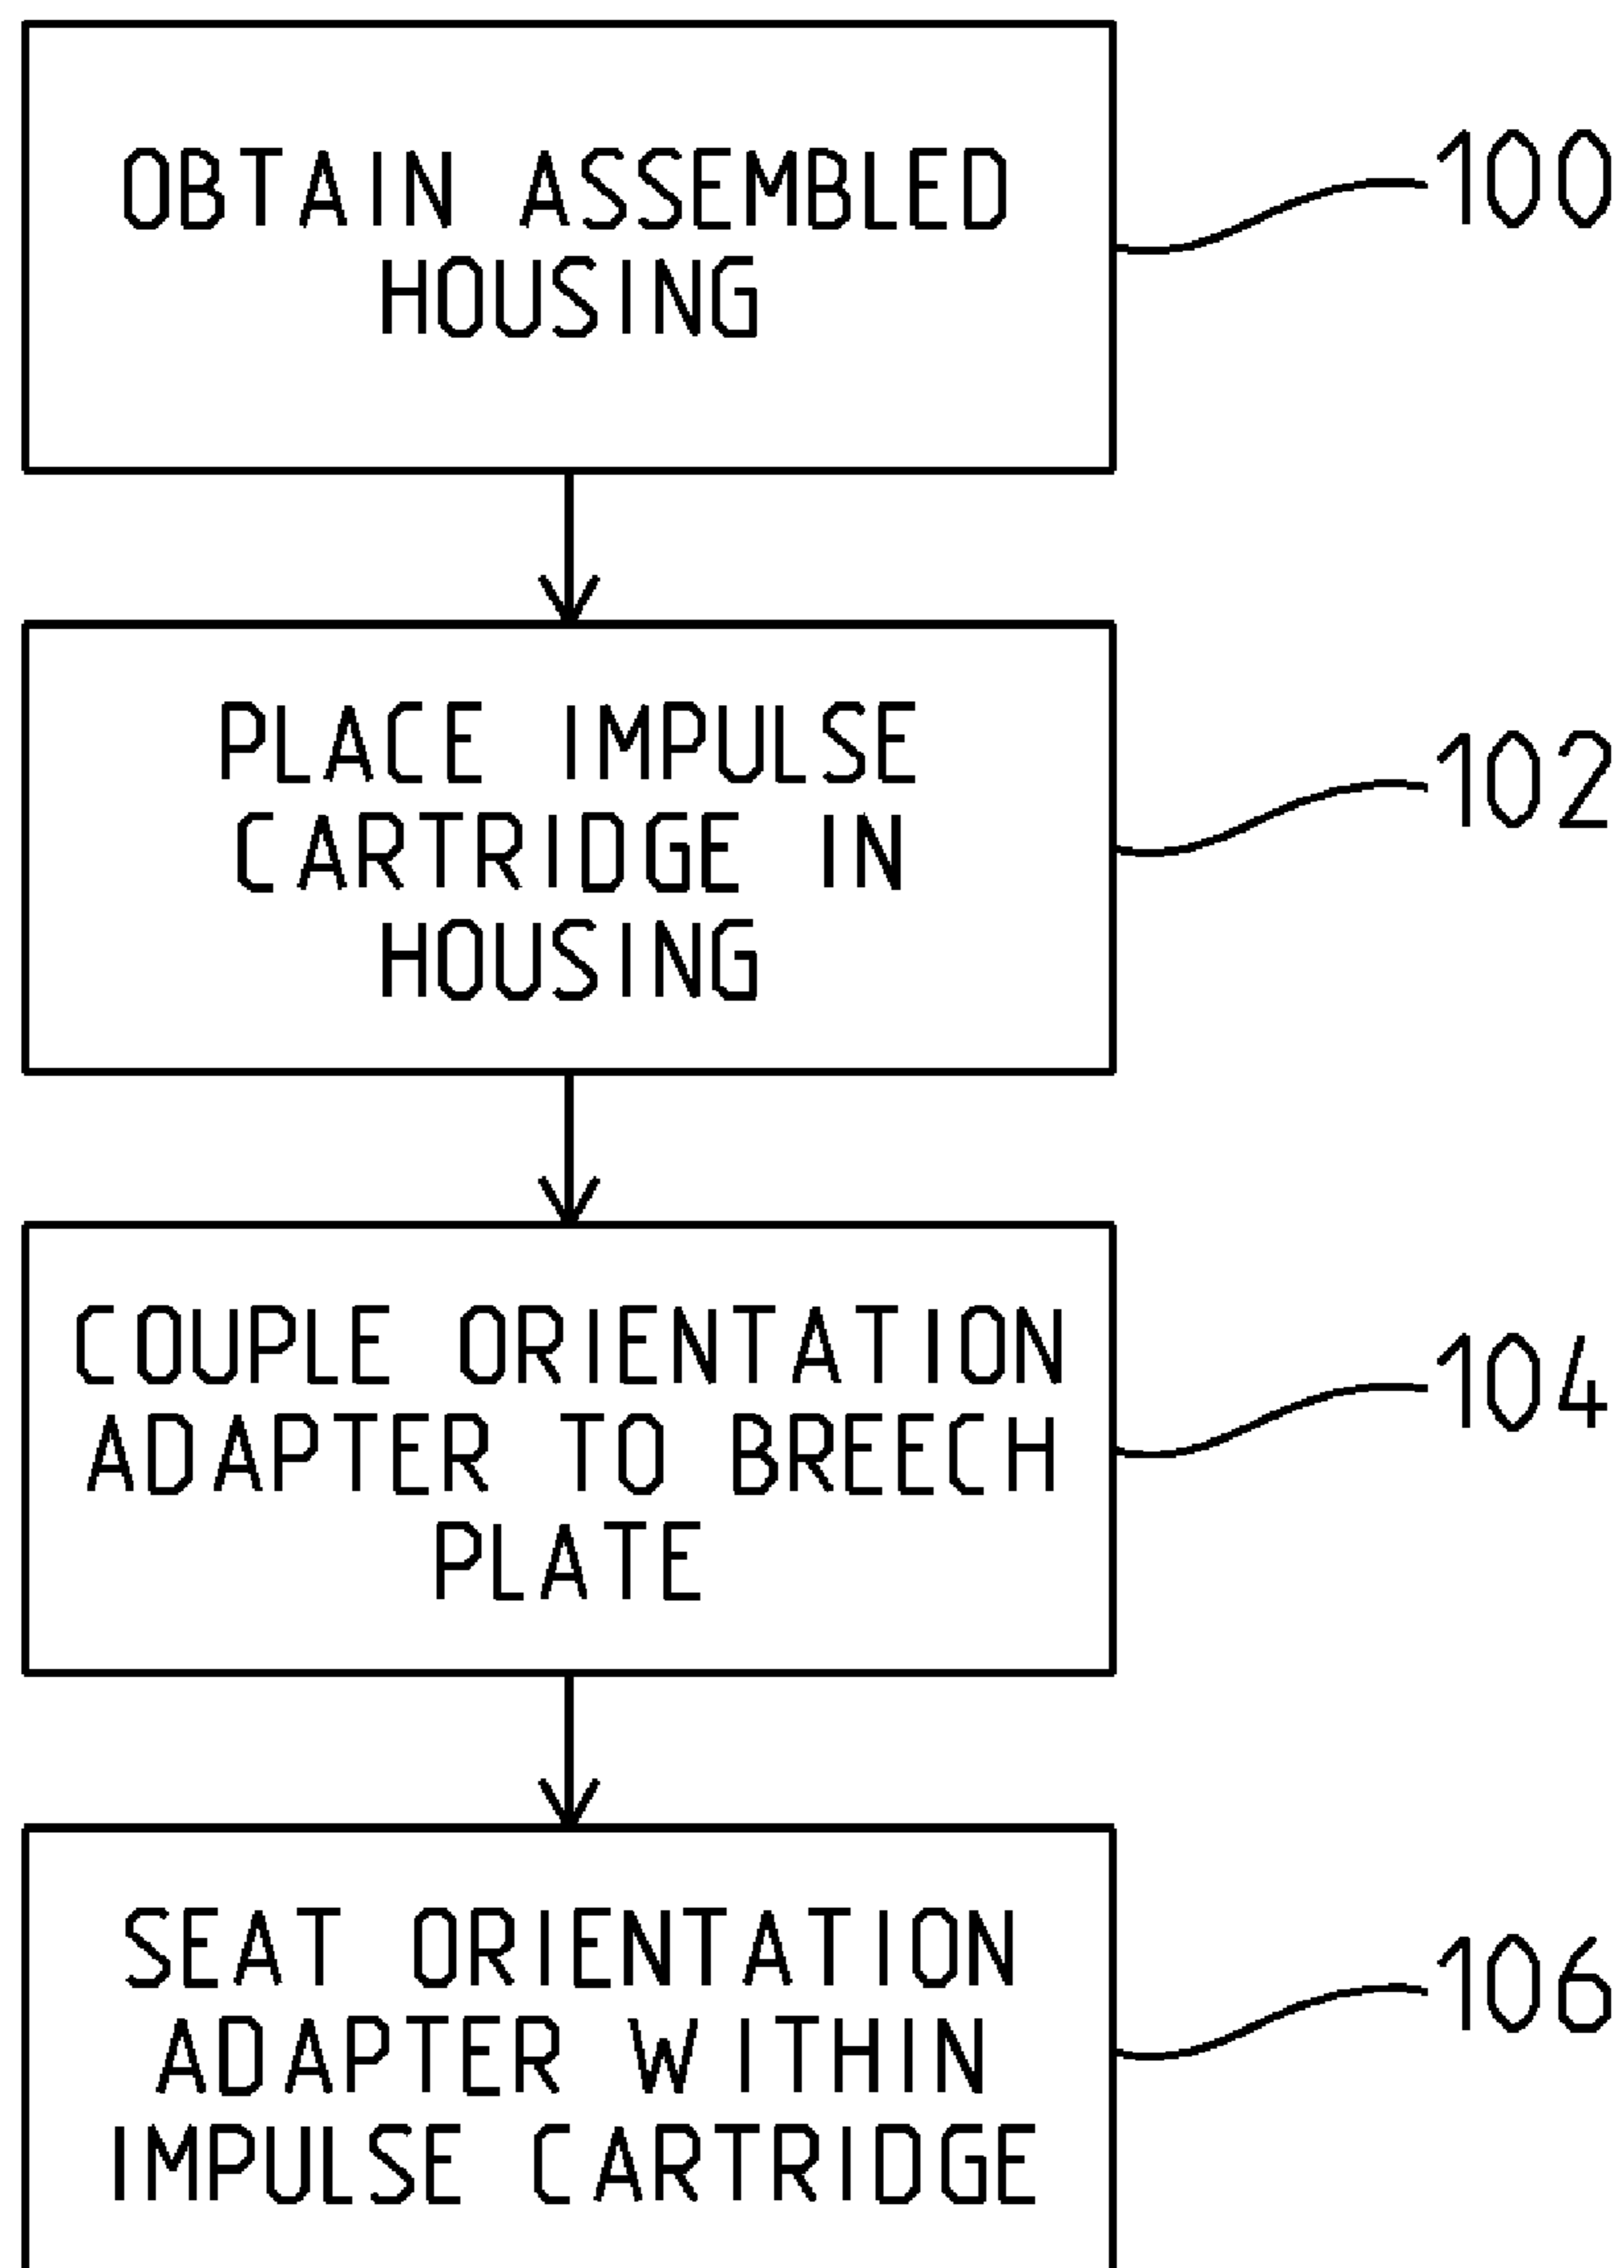 OBTAIN ASSEMBLED
HOUSING
100
PLACE IMPULSE
CARTRIDGE IN
HOUSING
102
COUPLE ORIENTATION
ADAPTER TO BREECH
PLATE
104
SEAT ORIENTATION
ADAPTER WITHIN
IMPULSE CARTRIDGE
106